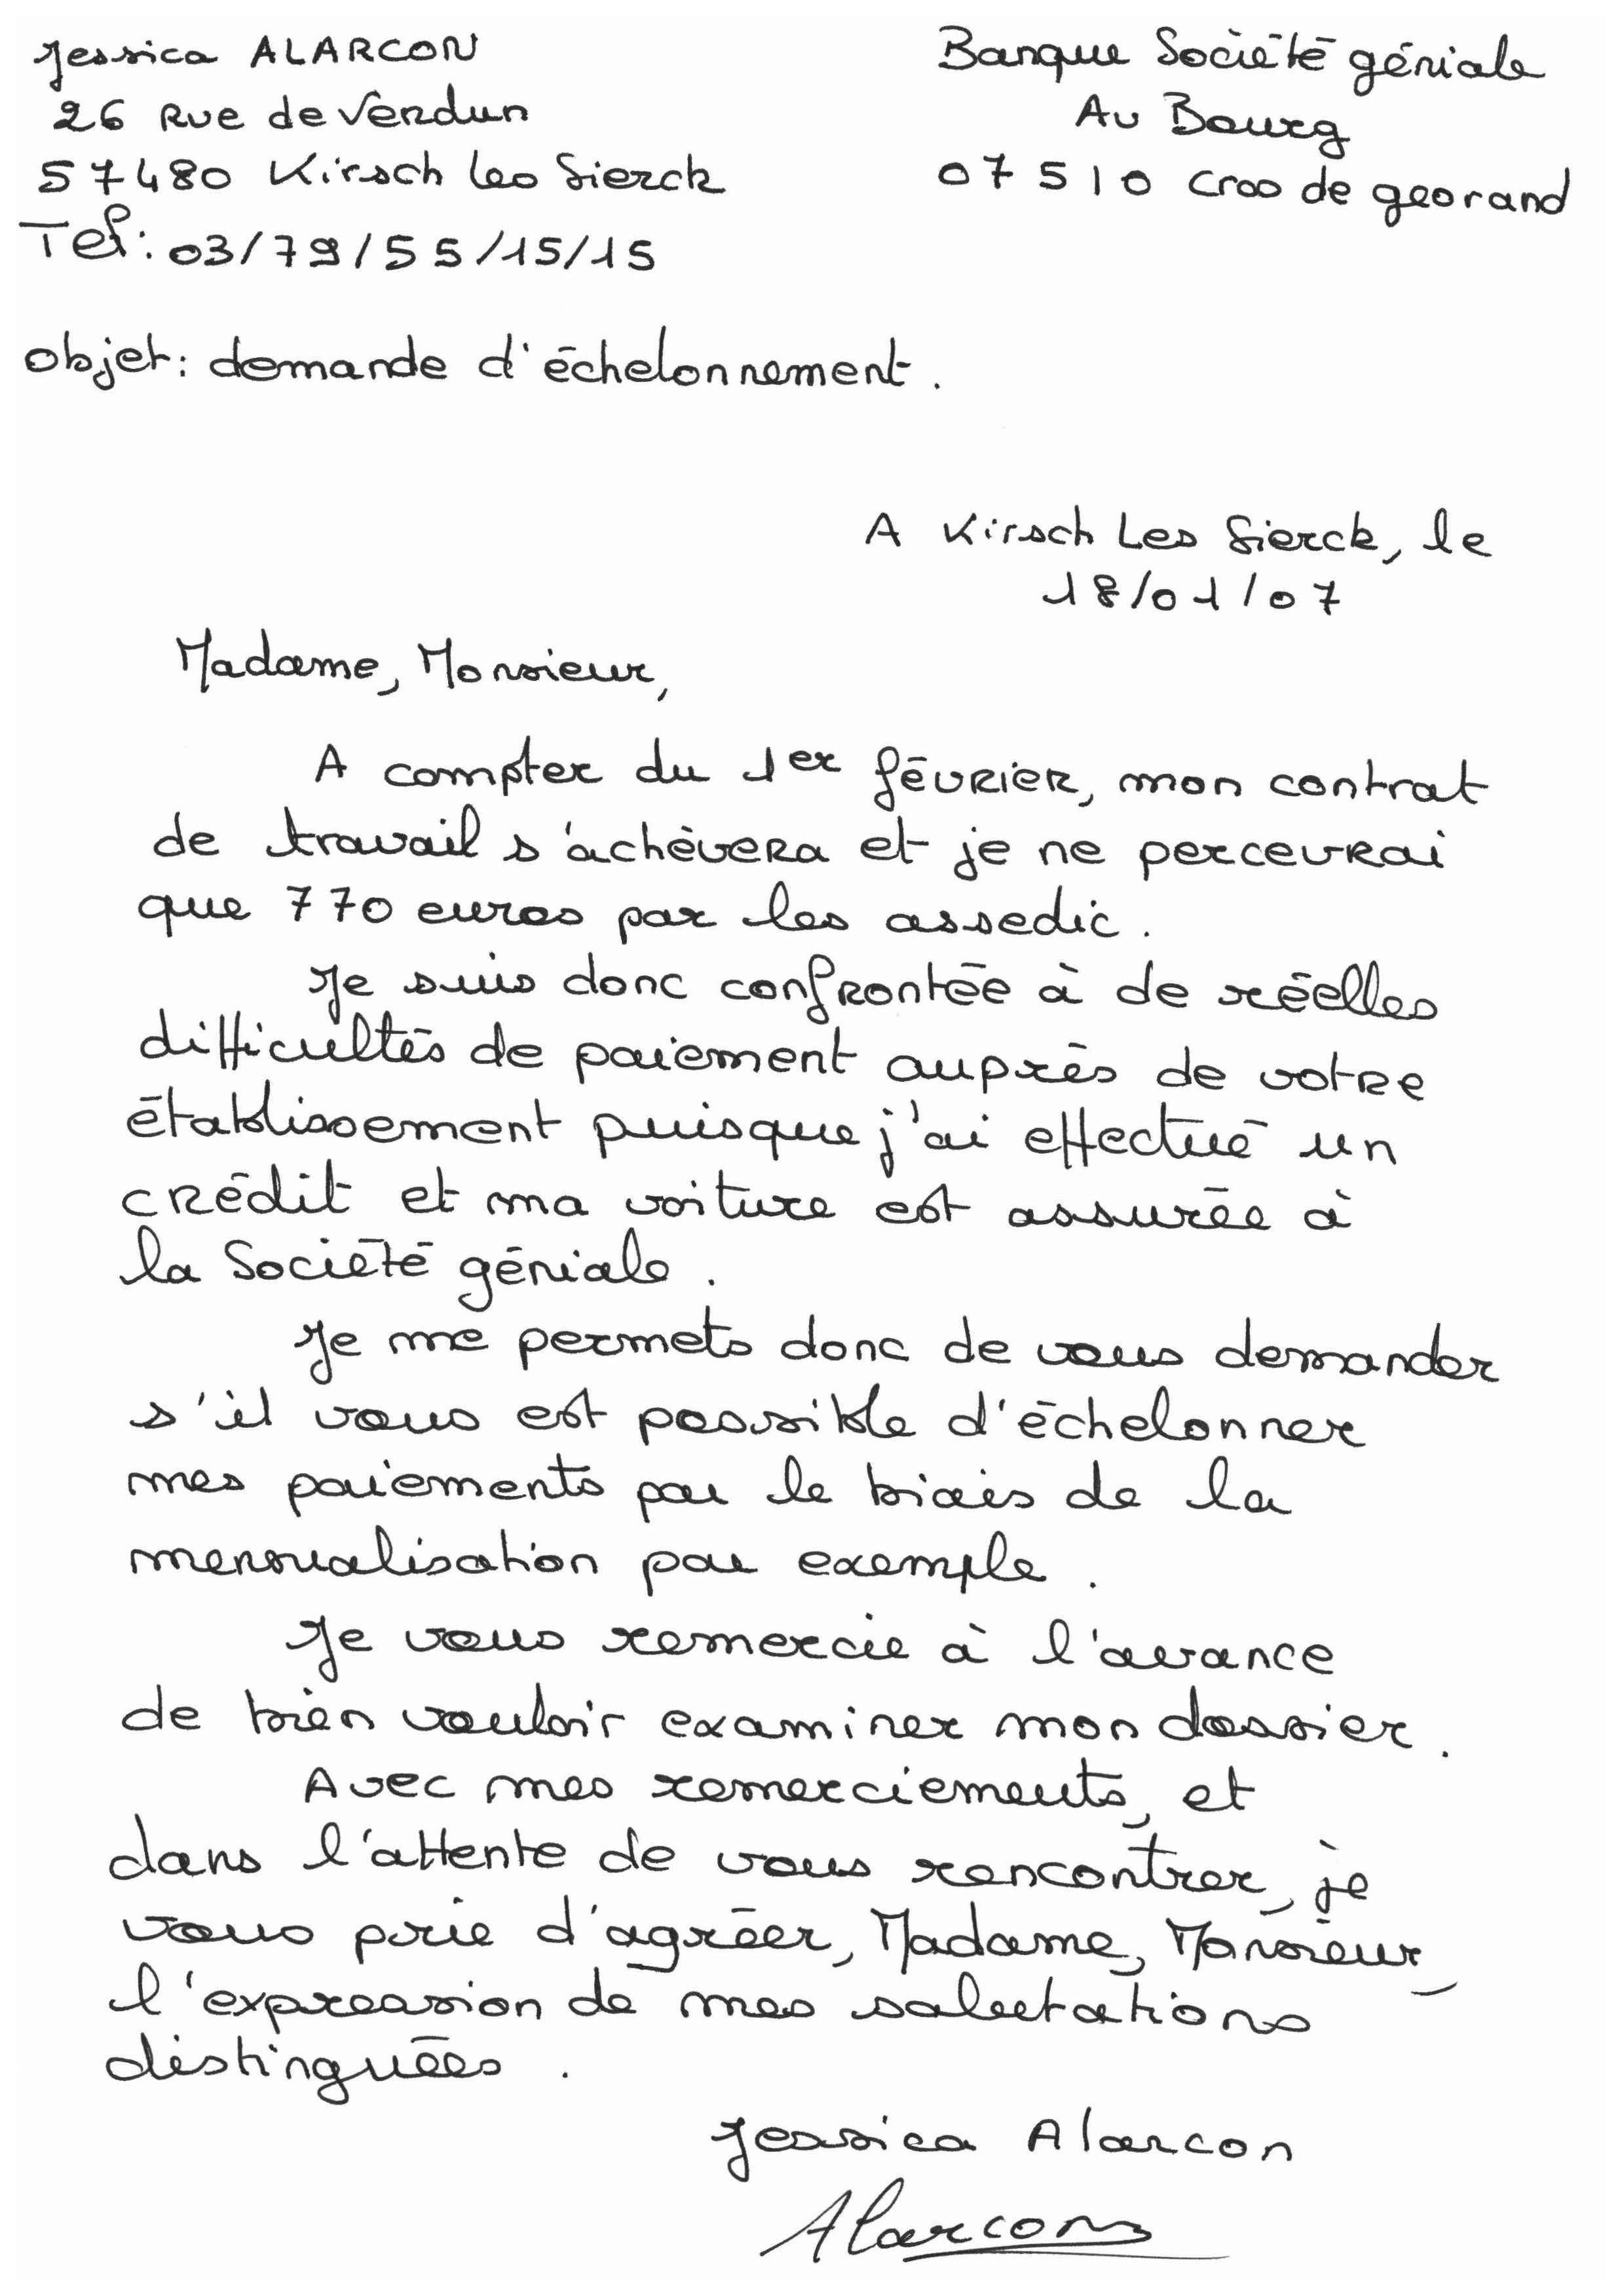 Jessica ALARCON
26 Rue de Verdun
57480 Kirsch les Sierck
Tel: 03/79/55/15/15
Banque Société géniale
Au Bourg
07510 cros de georand
objet: demande d'échelonnement.
A Kirsch Les Sierck, le
18/01/07
Madame, Monsieur,
A compter du 1er février, mon contrat
de travail s'achèvera et je ne percevrai
que 770 euros par les assedic.
Je suis donc confrontée à de réelles
difficultés de paiement auprès de votre
établissement puisque j'ai effectué un
crédit et ma voiture est assurée à
la Société géniale.
Je me permets donc de vous demander
s'il vous est possible d'échelonner
mes paiements par le biais de la
mensualisation par exemple.
Je vous remercie à l'avance
de bien vouloir examiner mon dossier.
Avec mes remerciements, et
dans l'attente de vous rencontrer, je
vous prie d'agréer, Madame, Monsieur,
l'expression de mes salutations
distinguées.
Jessica Alarcon
Alarcon